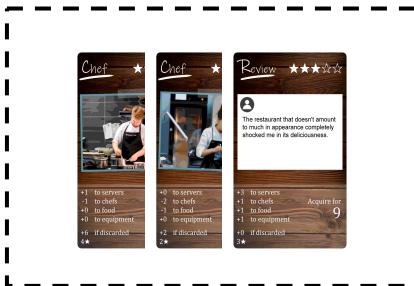 Chef ★
+1 to servers
-1 to chefs
+0 to food
+0 to equipment
+6 if discarded
4★
Chef ★
+0 to servers
-2 to chefs
-1 to food
+0 to equipment
+2 if discarded
2★
Review ★★★☆☆
The restaurant that doesn't amount
to much in appearance completely
shocked me in its deliciousness.
+3 to servers
+1 to chefs
+1 to food
+1 to equipment
Acquire for
9
+0 if discarded
3★